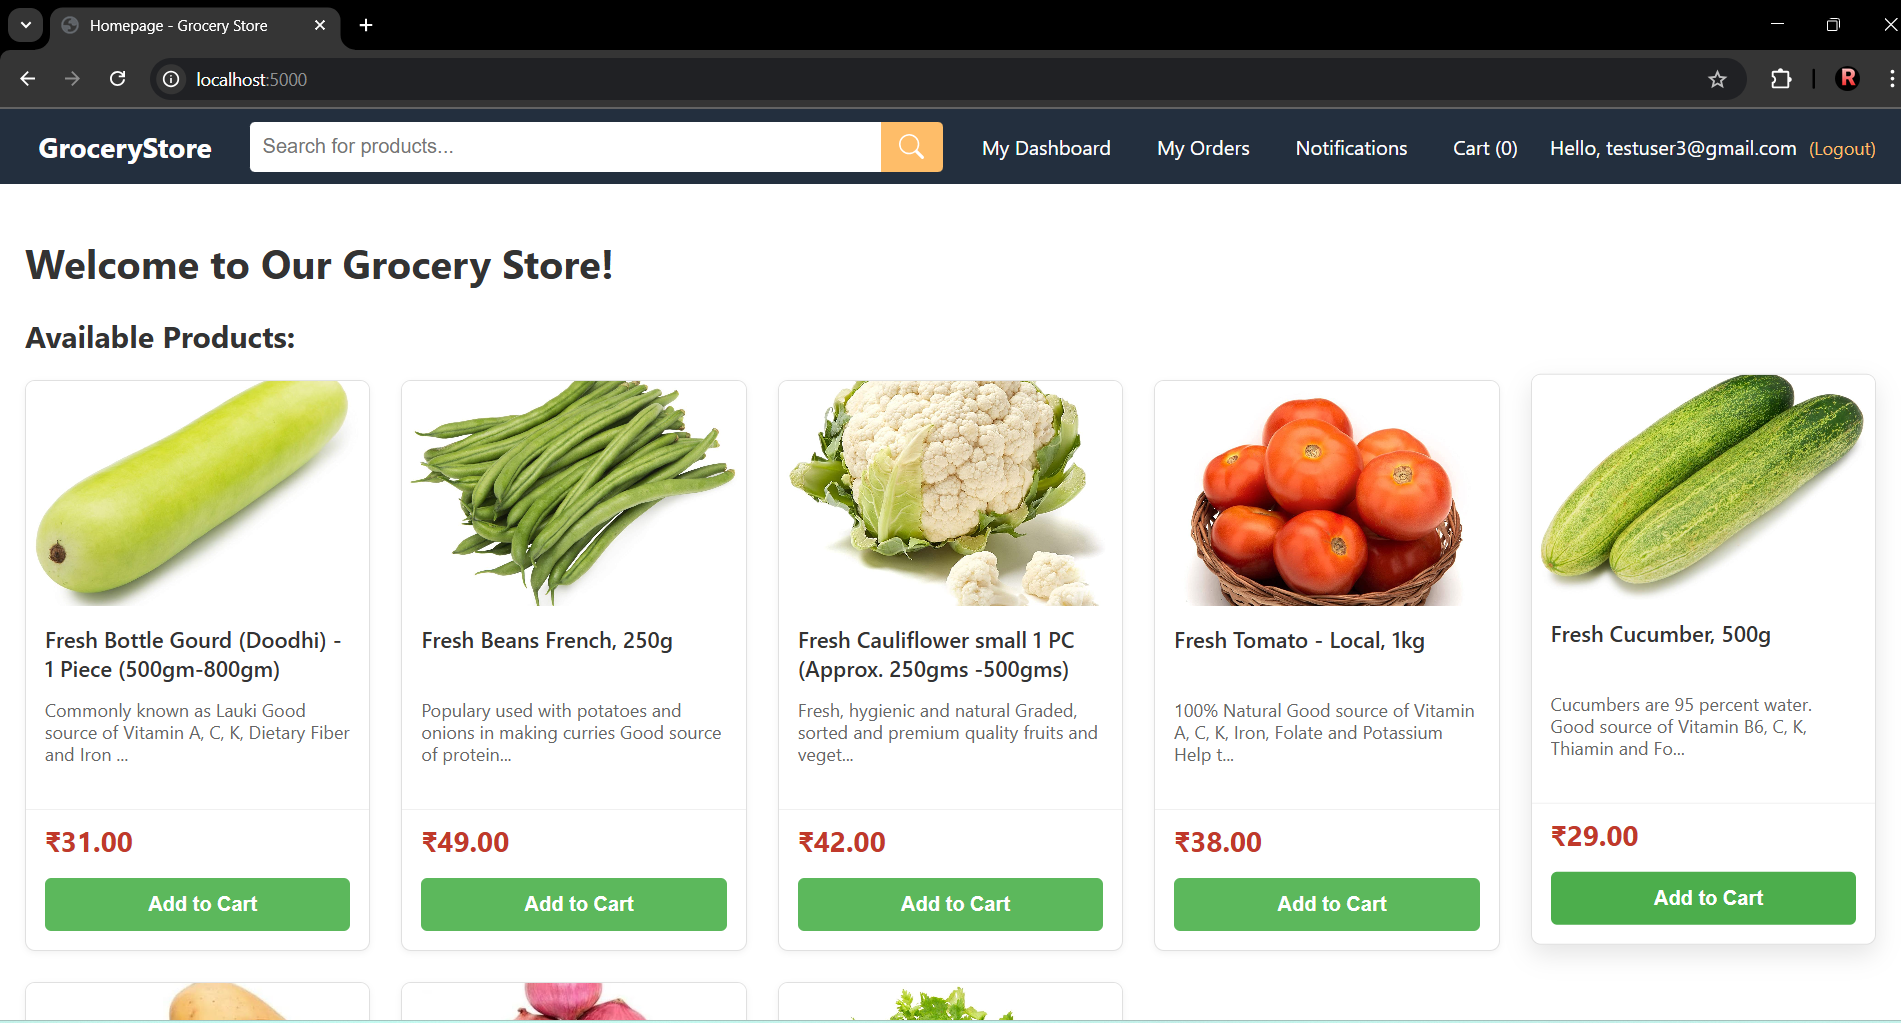 Homepage - Grocery Store
localhost:5000
R
GroceryStore
Search for products...
My Dashboard
My Orders
Notifications
Cart (0)
Hello, testuser3@gmail.com (Logout)
Welcome to Our Grocery Store!
Available Products:
Fresh Bottle Gourd (Doodhi) -
1 Piece (500gm-800gm)
Commonly known as Lauki Good
source of Vitamin A, C, K, Dietary Fiber
and Iron ...
₹31.00
Add to Cart
Fresh Beans French, 250g
Populary used with potatoes and
onions in making curries Good source
of protein...
₹49.00
Add to Cart
Fresh Cauliflower small 1 PC
(Approx. 250gms -500gms)
Fresh, hygienic and natural Graded,
sorted and premium quality fruits and
veget...
₹42.00
Add to Cart
Fresh Tomato - Local, 1kg
100% Natural Good source of Vitamin
A, C, K, Iron, Folate and Potassium
Help t...
₹38.00
Add to Cart
Fresh Cucumber, 500g
Cucumbers are 95 percent water.
Good source of Vitamin B6, C, K,
Thiamin and Fo...
₹29.00
Add to Cart